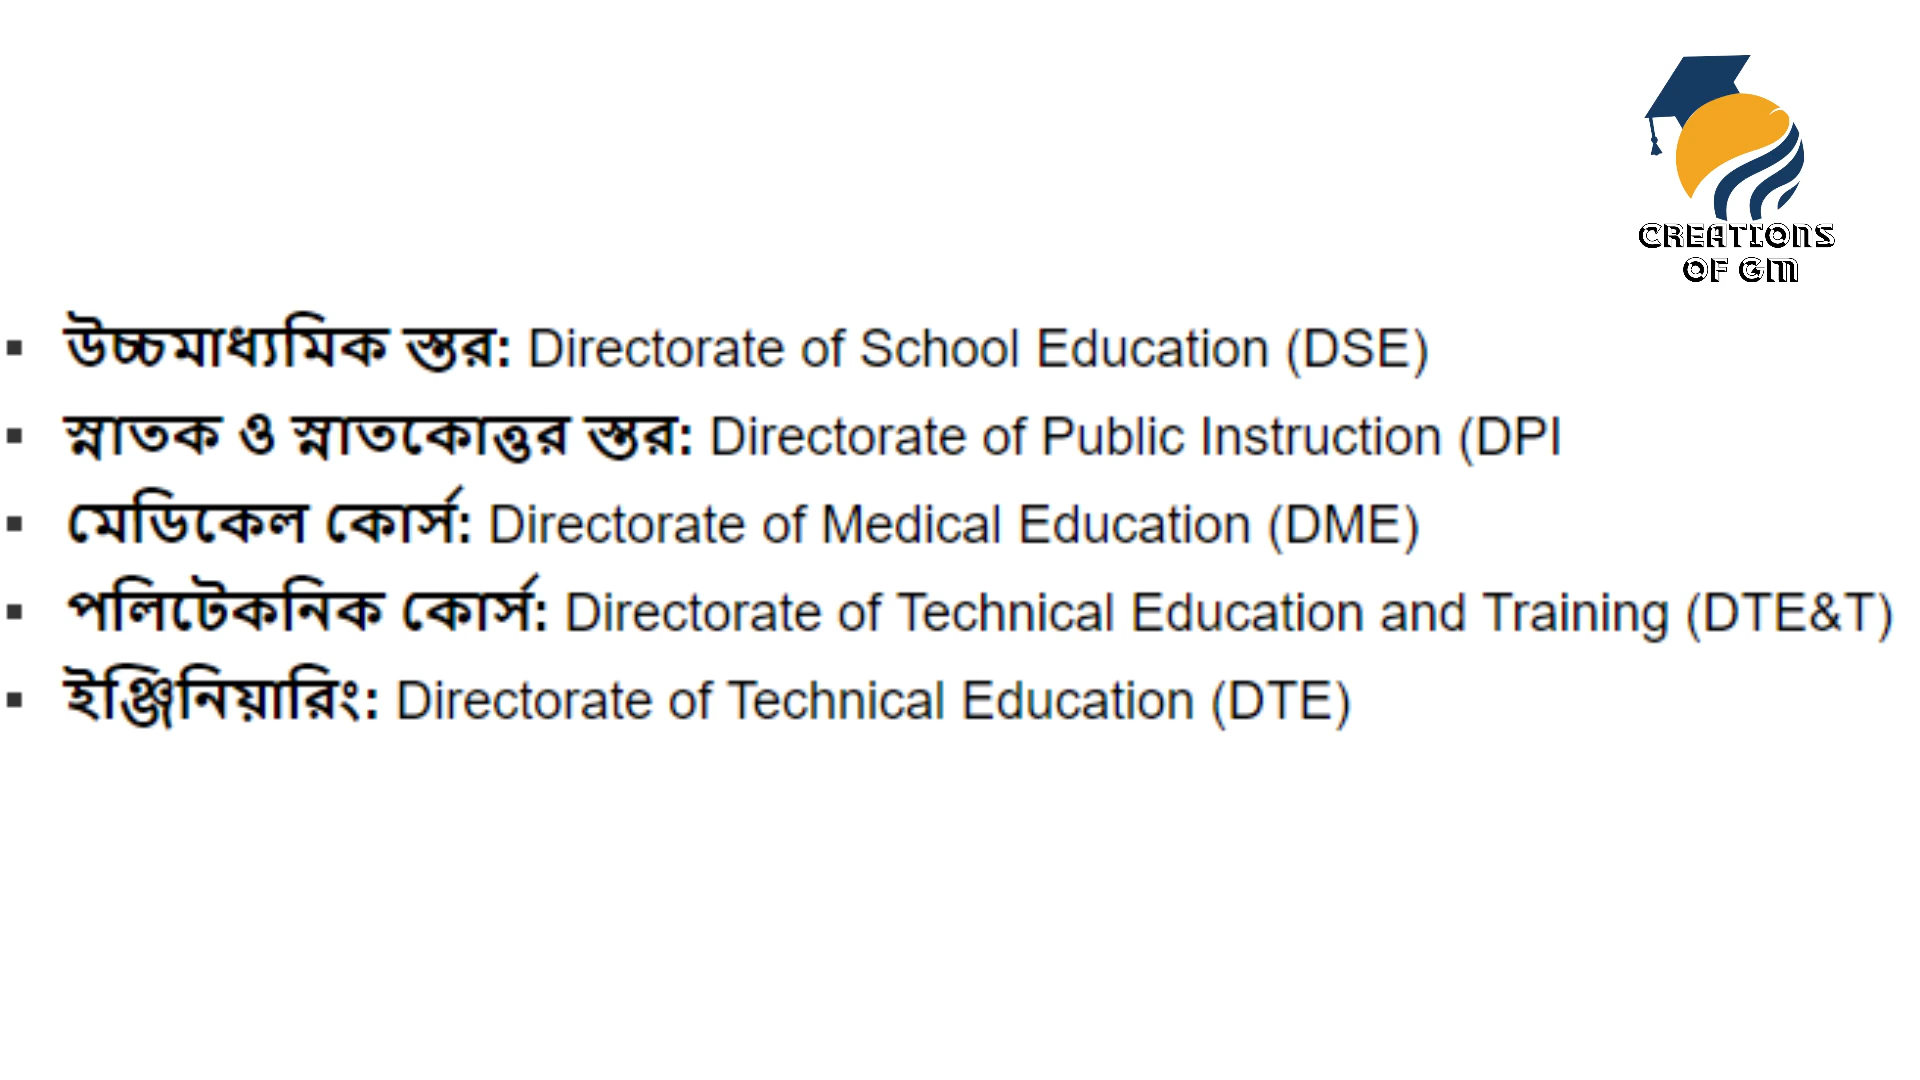 CREATIONS
OF GM
▪ উচ্চমাধ্যমিক স্তর: Directorate of School Education (DSE)
▪ স্নাতক ও স্নাতকোত্তর স্তর: Directorate of Public Instruction (DPI
▪ মেডিকেল কোর্স: Directorate of Medical Education (DME)
▪ পলিটেকনিক কোর্স: Directorate of Technical Education and Training (DTE&T)
▪ ইঞ্জিনিয়ারিং: Directorate of Technical Education (DTE)